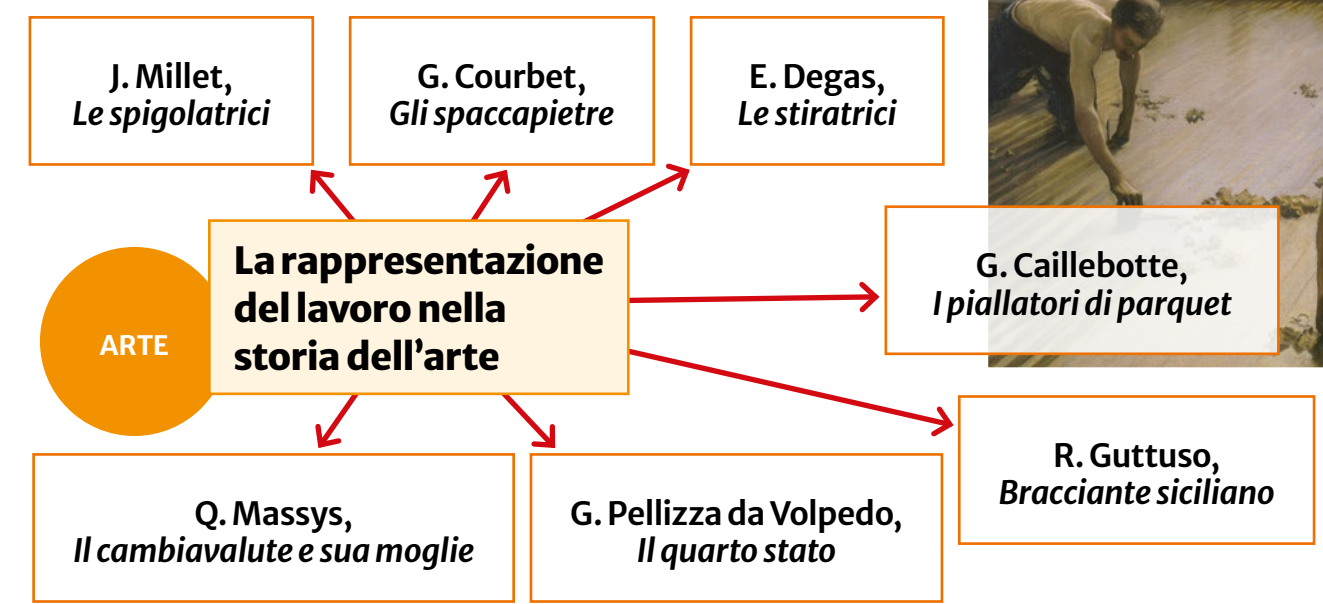 J. Millet,
Le spigolatrici
G. Courbet,
Gli spaccapietre
E. Degas,
Le stiratrici
ARTE
La rappresentazione
del lavoro nella
storia dell’arte
G. Caillebotte,
I piallatori di parquet
R. Guttuso,
Bracciante siciliano
Q. Massys,
Il cambiavalute e sua moglie
G. Pellizza da Volpedo,
Il quarto stato